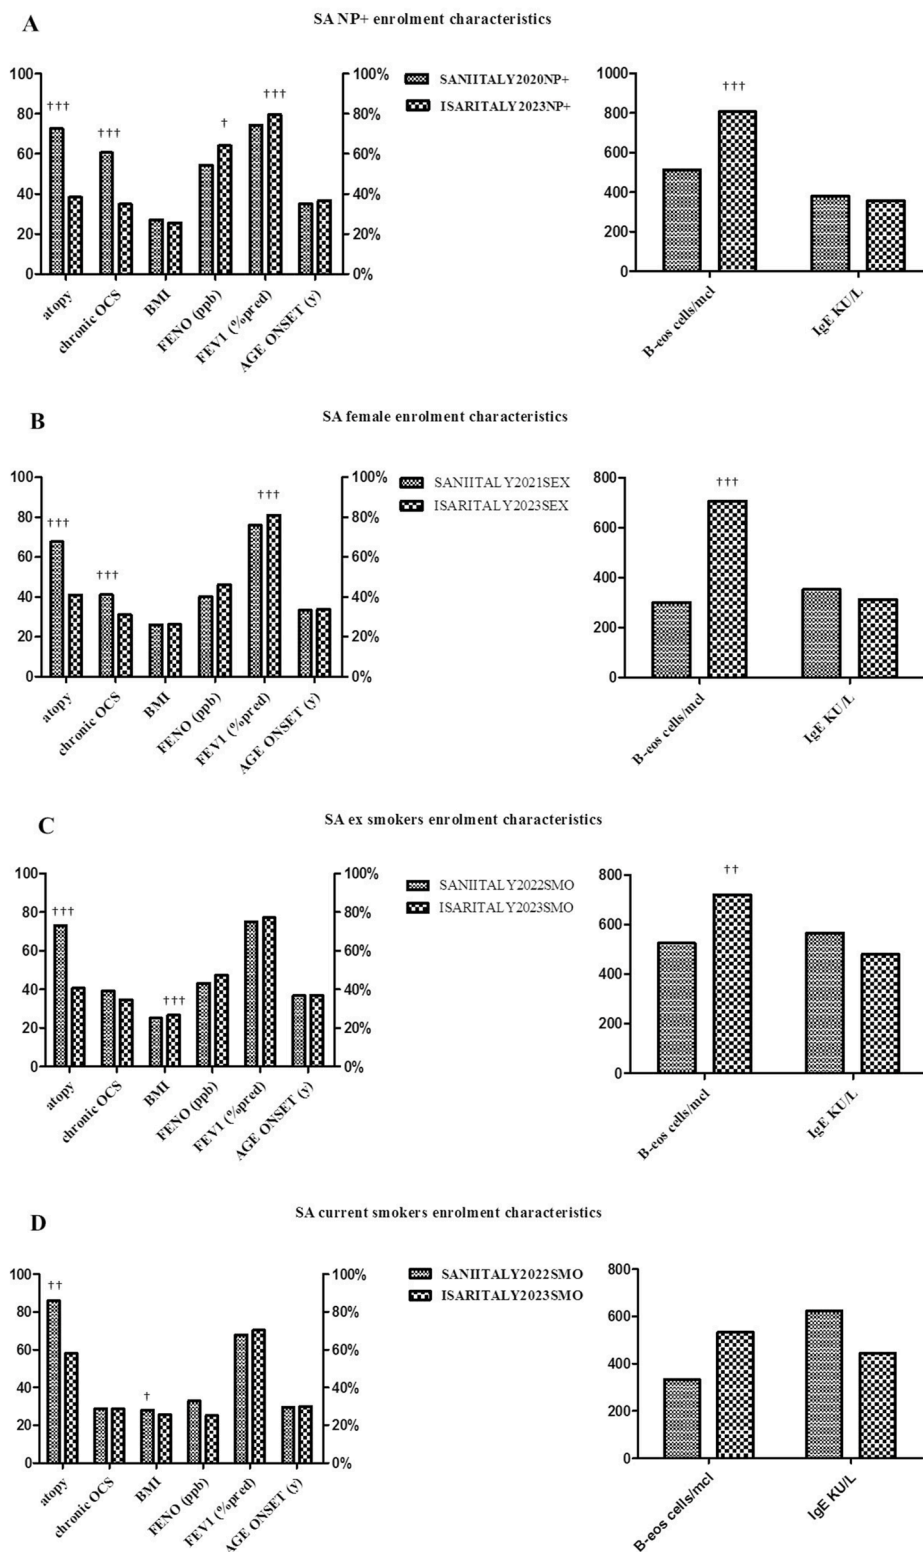 A
SA NP+ enrolment characteristics
100
80
60
40
20
0
100%
80%
60%
40%
20%
0%
†††
†††
†
†††
atopy
chronic OCS
BMI
FENO (ppb)
FEV1 (%pred)
AGE ONSET (y)
SANIITALY2020NP+
ISARITALY2023NP+
1000
800
600
400
200
0
†††
B-eos cells/mcl
IgE KU/L
B
SA female enrolment characteristics
100
80
60
40
20
0
100%
80%
60%
40%
20%
0%
†††
†††
†††
atopy
chronic OCS
BMI
FENO (ppb)
FEV1 (%pred)
AGE ONSET (y)
SANIITALY2021SEX
ISARITALY2023SEX
800
600
400
200
0
†††
B-eos cells/mcl
IgE KU/L
C
SA ex smokers enrolment characteristics
100
80
60
40
20
0
100%
80%
60%
40%
20%
0%
†††
†††
atopy
chronic OCS
BMI
FENO (ppb)
FEV1 (%pred)
AGE ONSET (y)
SANIITALY2022SMO
ISARITALY2023SMO
800
600
400
200
0
††
B-eos cells/mcl
IgE KU/L
D
SA current smokers enrolment characteristics
100
80
60
40
20
0
100%
80%
60%
40%
20%
0%
††
†
atopy
chronic OCS
BMI
FENO (ppb)
FEV1 (%pred)
AGE ONSET (y)
SANIITALY2022SMO
ISARITALY2023SMO
800
600
400
200
0
B-eos cells/mcl
IgE KU/L